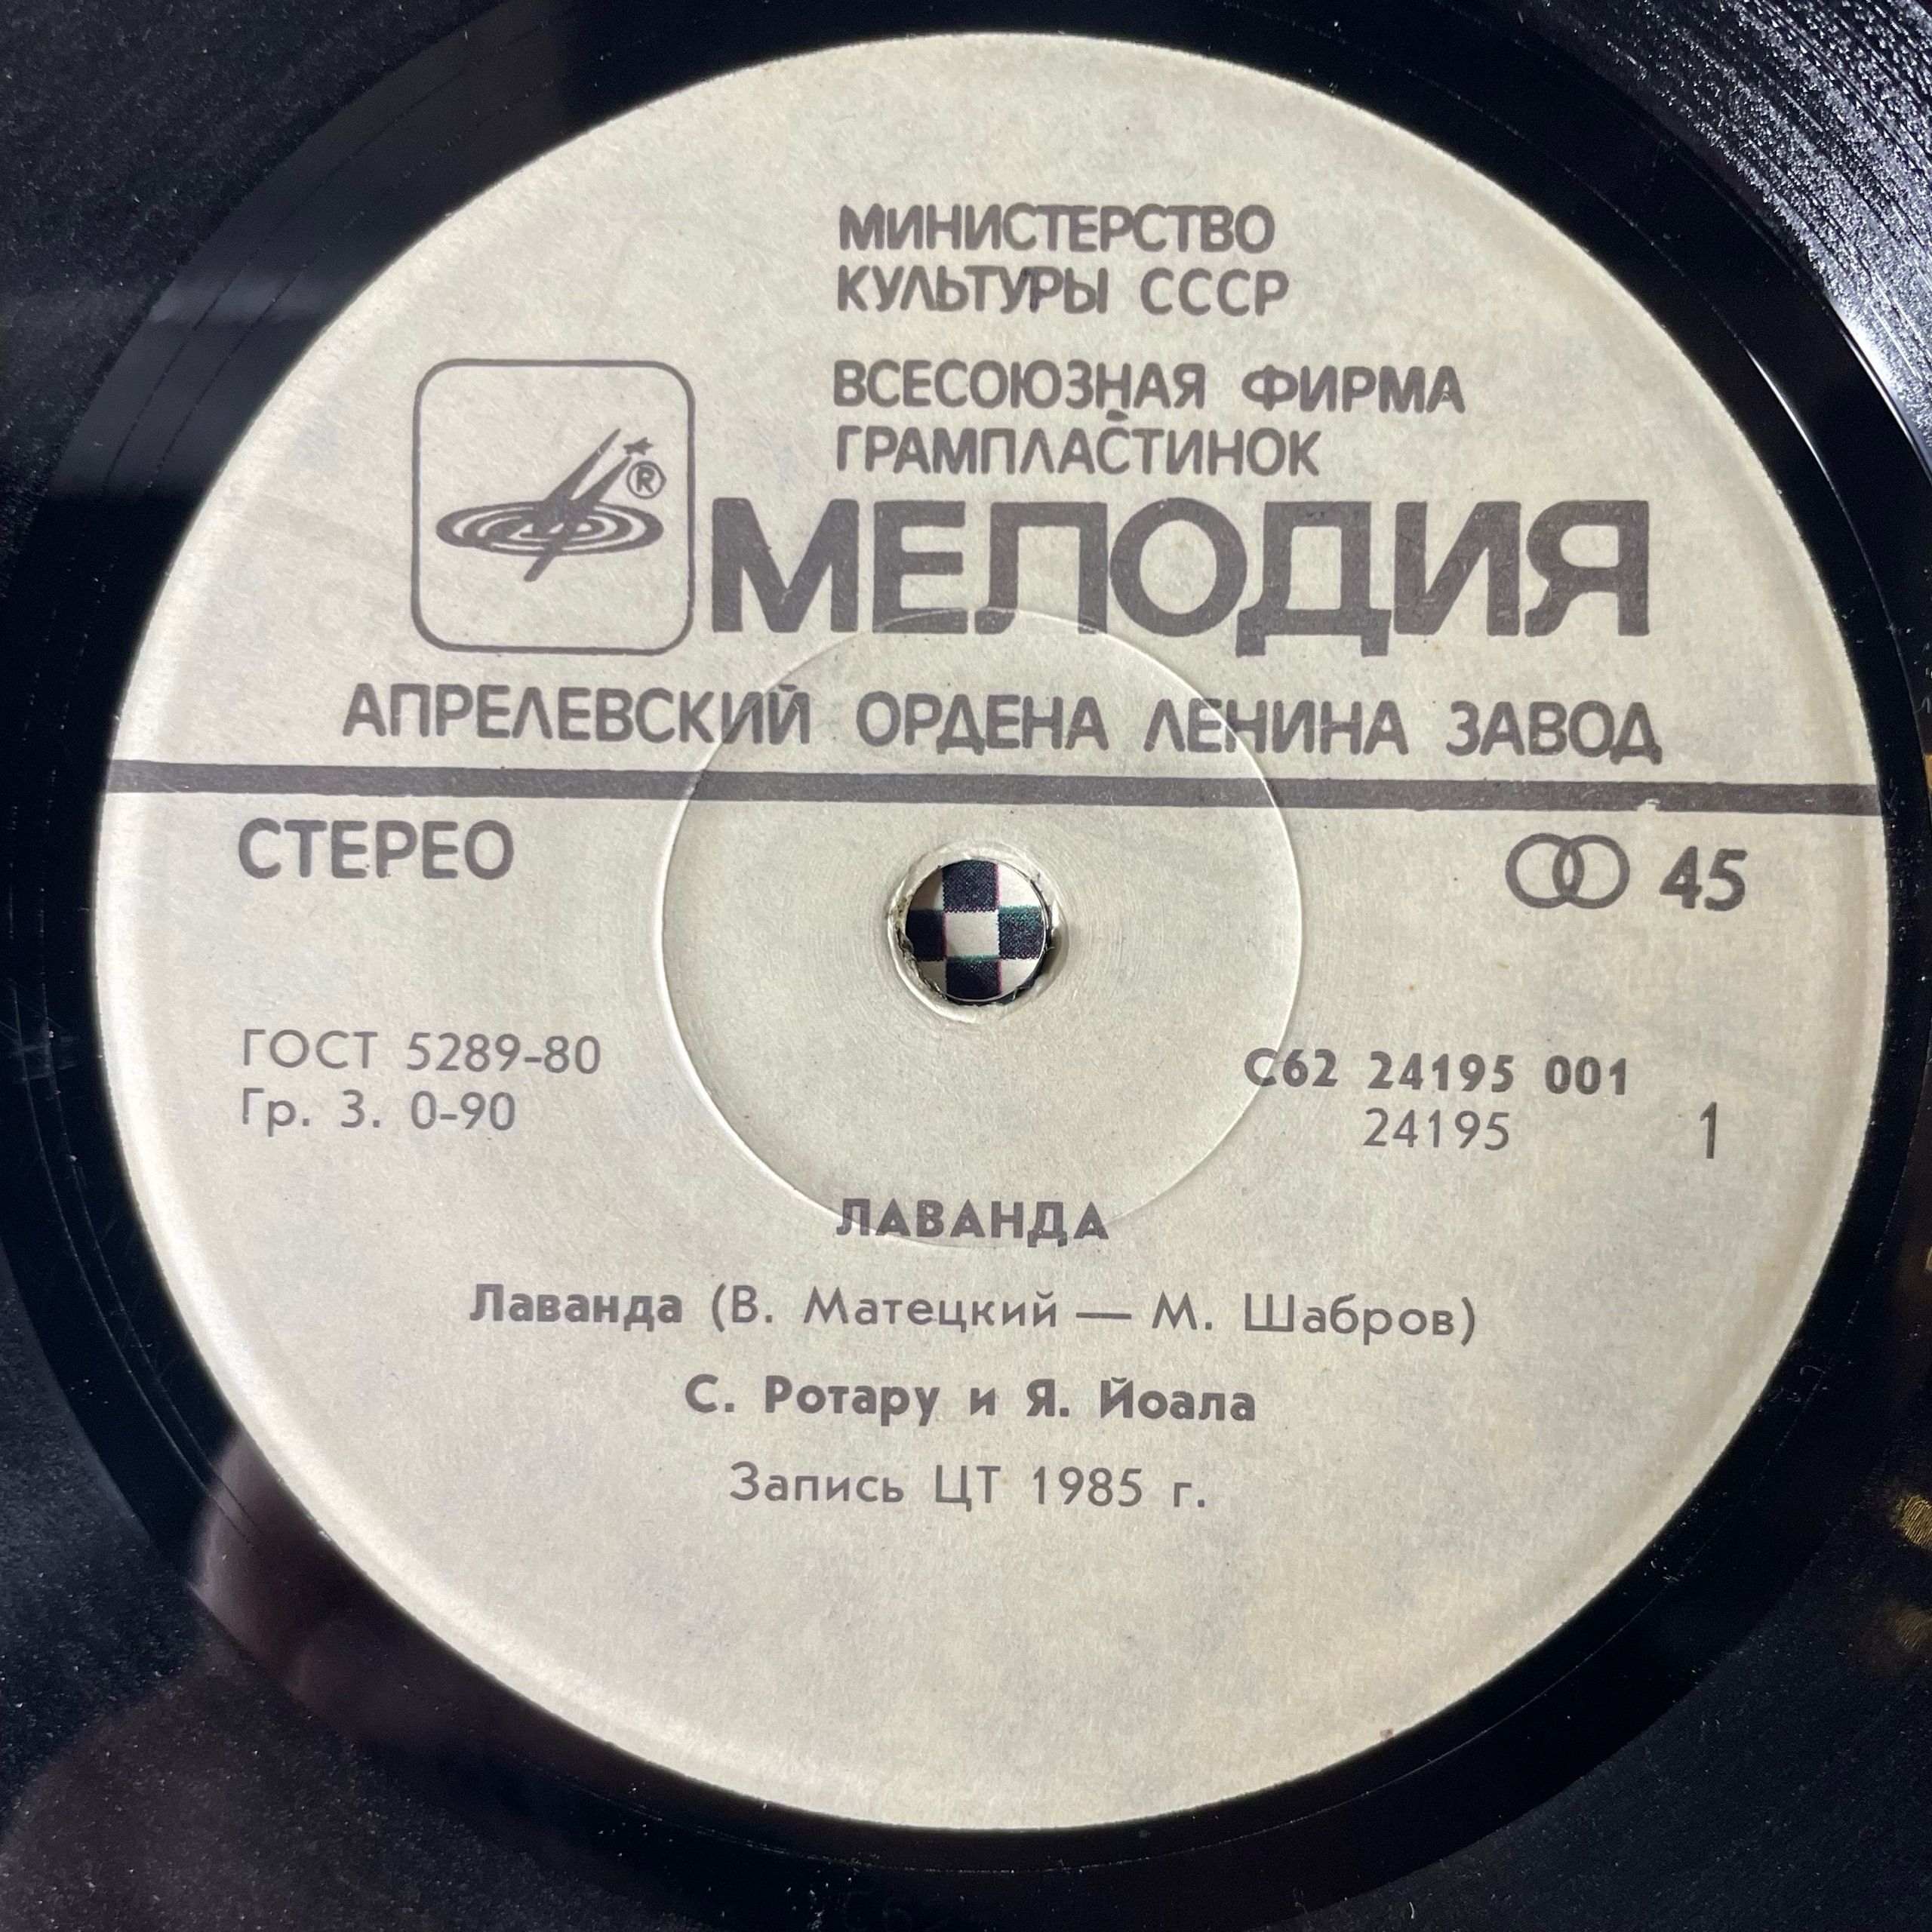 МИНИСТЕРСТВО
КУЛЬТУРЫ СССР
ВСЕСОЮЗНАЯ ФИРМА
ГРАМПЛАСТИНОК
®
МЕЛОДИЯ
АПРЕЛЕВСКИЙ ОРДЕНА ЛЕНИНА ЗАВОД
СТЕРЕО
45
ГОСТ 5289-80
Гр. 3. 0-90
С62 24195 001
24195 1
ЛАВАНДА
Лаванда (В. Матецкий — М. Шабров)
С. Ротару и Я. Йоала
Запись ЦТ 1985 г.